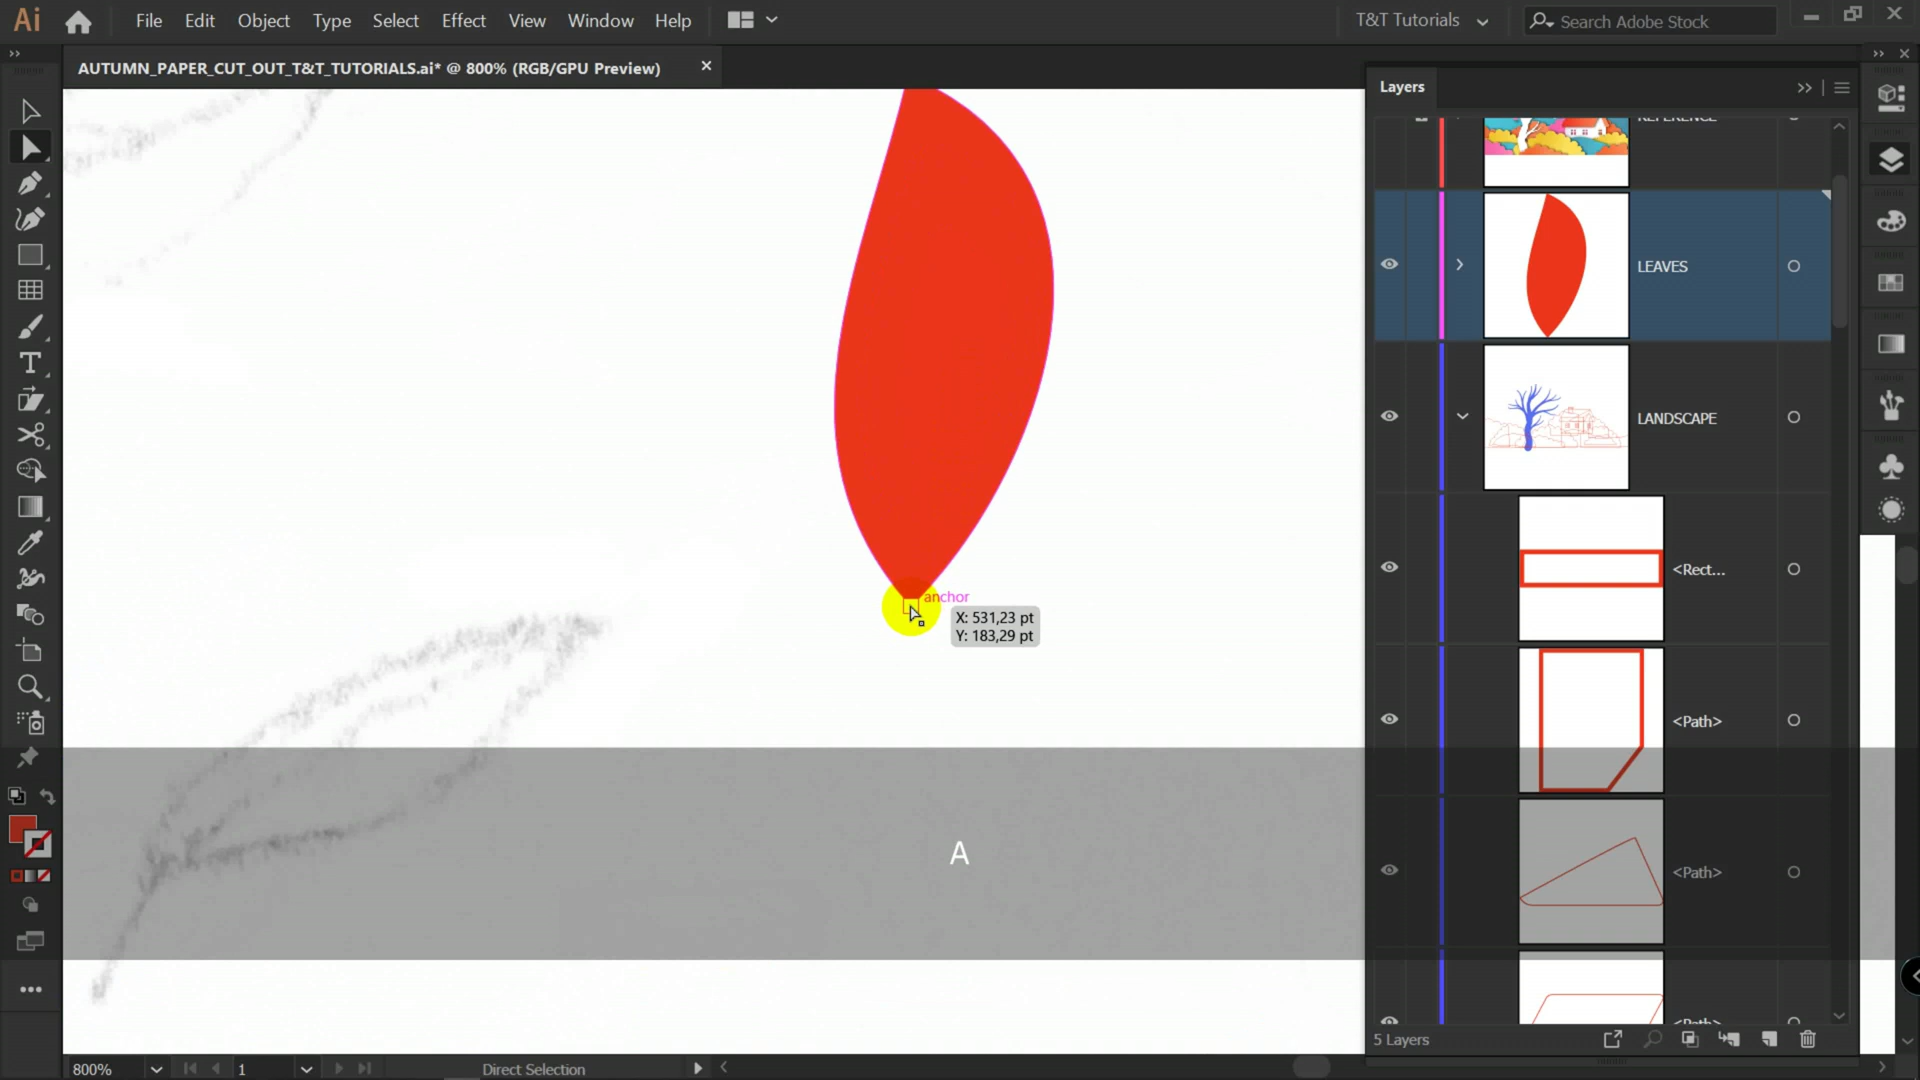 Ai File Edit Object Type Select Effect View Window Help T&T Tutorials Search Adobe Stock
AUTUMN_PAPER_CUT_OUT_T&T_TUTORIALS.ai* @ 800% (RGB/GPU Preview)
Layers
REFERENCE
LEAVES
LANDSCAPE
<Rect...
anchor
X: 531,23 pt
Y: 183,29 pt
<Path>
A
<Path>
<Path>
5 Layers
800% 1 Direct Selection